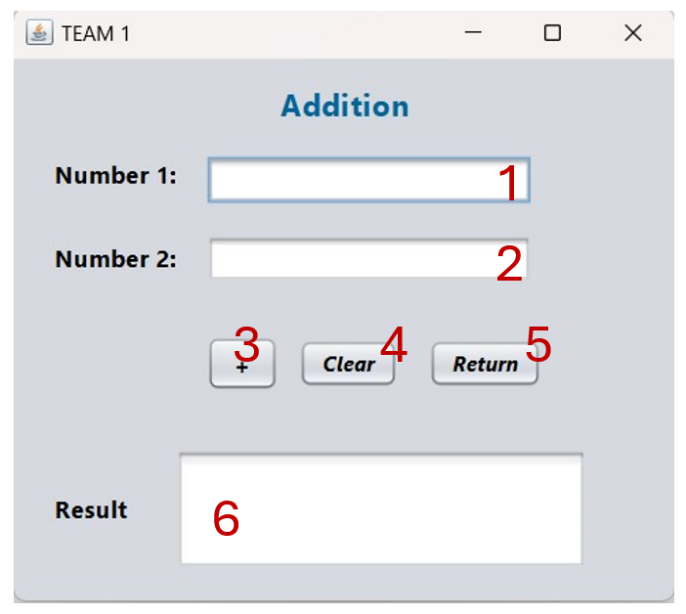 TEAM 1
Addition
Number 1: 1
Number 2: 2
3 4 5
+ Clear Return
Result 6